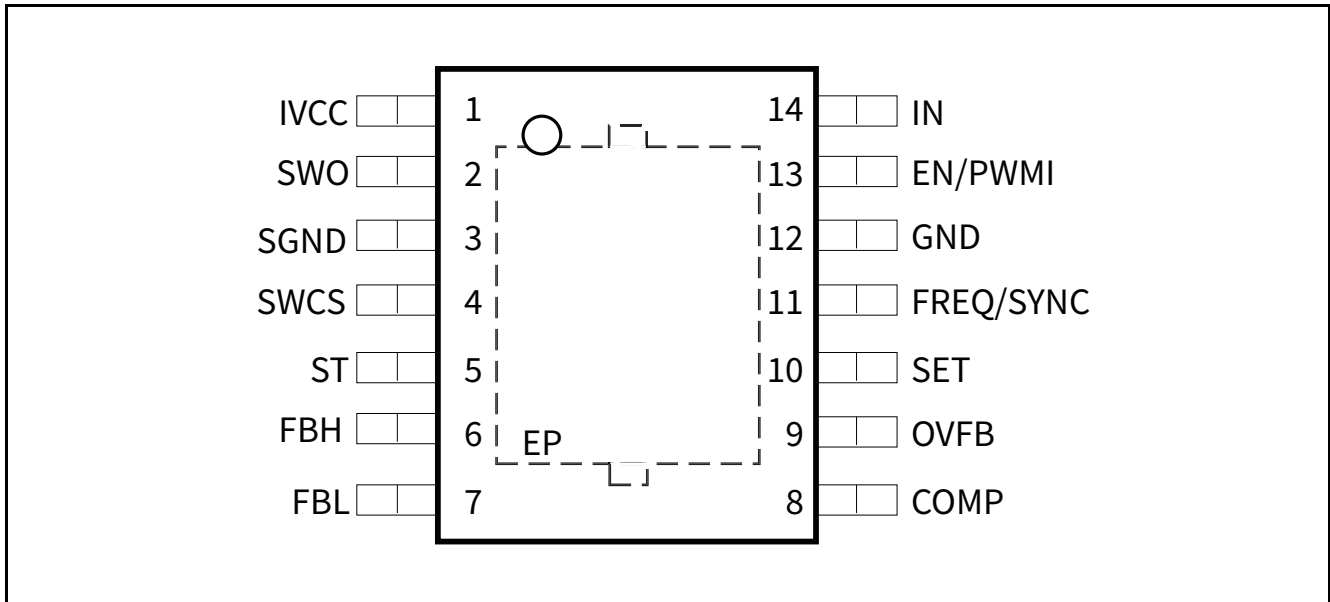 IVCC 1 14 IN
SWO 2 13 EN/PWMI
SGND 3 12 GND
SWCS 4 11 FREQ/SYNC
ST 5 10 SET
FBH 6 EP 9 OVFB
FBL 7 8 COMP